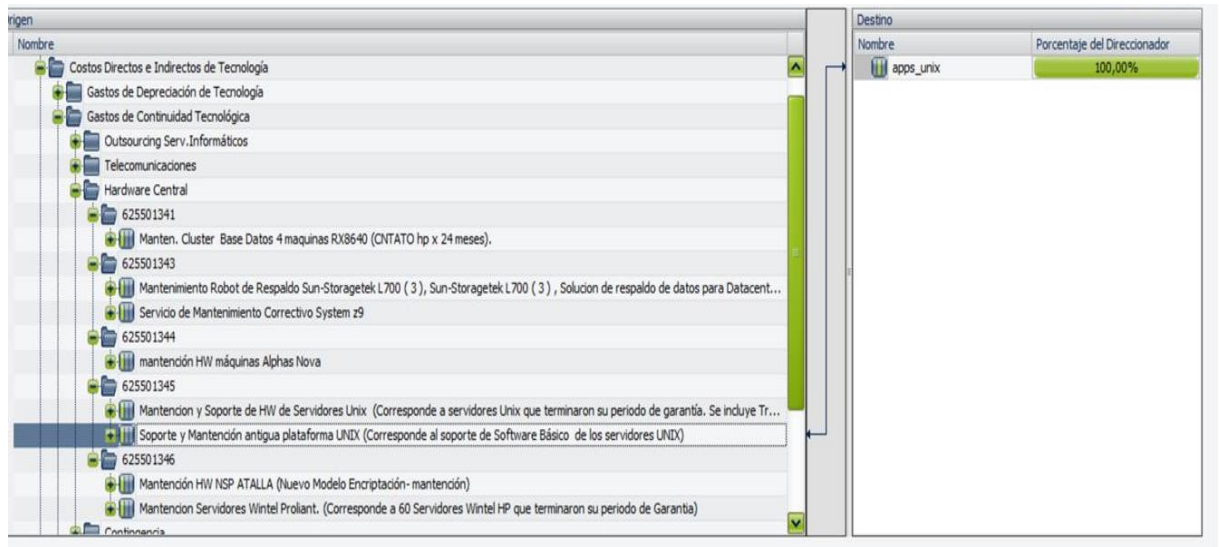 rigen
Destino
Nombre
Nombre
Porcentaje del Direccionador
Costos Directos e Indirectos de Tecnología
apps_unix
100,00%
Gastos de Depreciación de Tecnología
Gastos de Continuidad Tecnológica
Outsourcing Serv.Informáticos
Telecomunicaciones
Hardware Central
625501341
Manten. Cluster Base Datos 4 maquinas RX8640 (CNTATO hp x 24 meses).
625501343
Mantenimiento Robot de Respaldo Sun-Storagetek L700 ( 3 ), Sun-Storagetek L700 ( 3 ) , Solucion de respaldo de datos para Datacent...
Servicio de Mantenimiento Correctivo System z9
625501344
mantención HW máquinas Alphas Nova
625501345
Mantencion y Soporte de HW de Servidores Unix (Corresponde a servidores Unix que terminaron su periodo de garantía. Se incluye Tr...
Soporte y Mantención antigua plataforma UNIX (Corresponde al soporte de Software Básico de los servidores UNIX)
625501346
Mantención HW NSP ATALLA (Nuevo Modelo Encriptación- mantención)
Mantencion Servidores Wintel Proliant. (Corresponde a 60 Servidores Wintel HP que terminaron su periodo de Garantia)
Contingencia